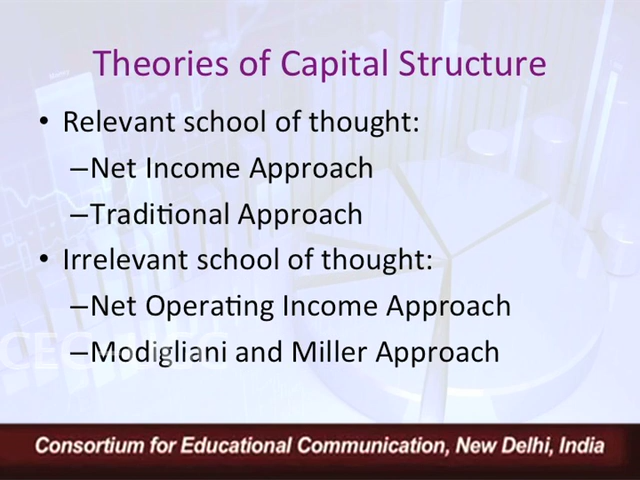 Theories of Capital Structure
• Relevant school of thought:
–Net Income Approach
–Traditional Approach
• Irrelevant school of thought:
–Net Operating Income Approach
–Modigliani and Miller Approach
Consortium for Educational Communication, New Delhi, India